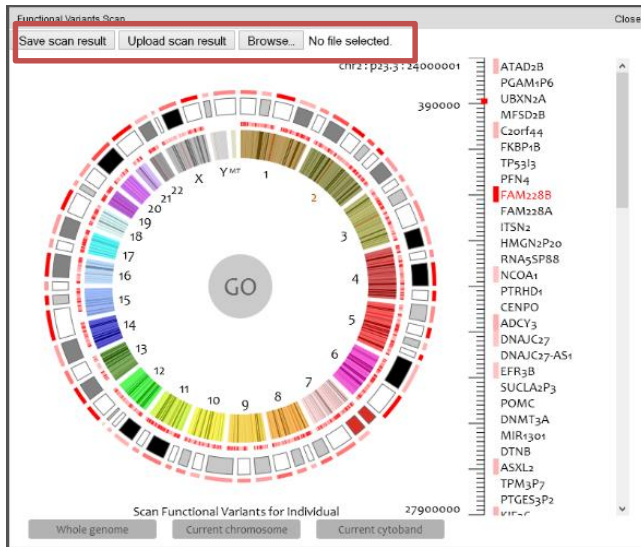 Functional Variants Scan
Close
Save scan result Upload scan result Browse... No file selected.
chr2 : p23.3 : 24000001
390000
27900000
ATAD2B
PGAM1P6
UBXN2A
MFSD2B
C2orf44
FKBP1B
TP53I3
PFN4
FAM228B
FAM228A
ITSN2
HMGN2P20
RNA5SP88
NCOA1
PTRHD1
CENPO
ADCY3
DNAJC27
DNAJC27-AS1
EFR3B
SUCLA2P3
POMC
DNMT3A
MIR1301
DTNB
ASXL2
TPM3P7
PTGES3P2
KIF3C
1
2
3
4
5
6
7
8
9
10
11
12
13
14
15
16
17
18
19
20
21
22
X
Y
MT
GO
Scan Functional Variants for Individual
Whole genome Current chromosome Current cytoband